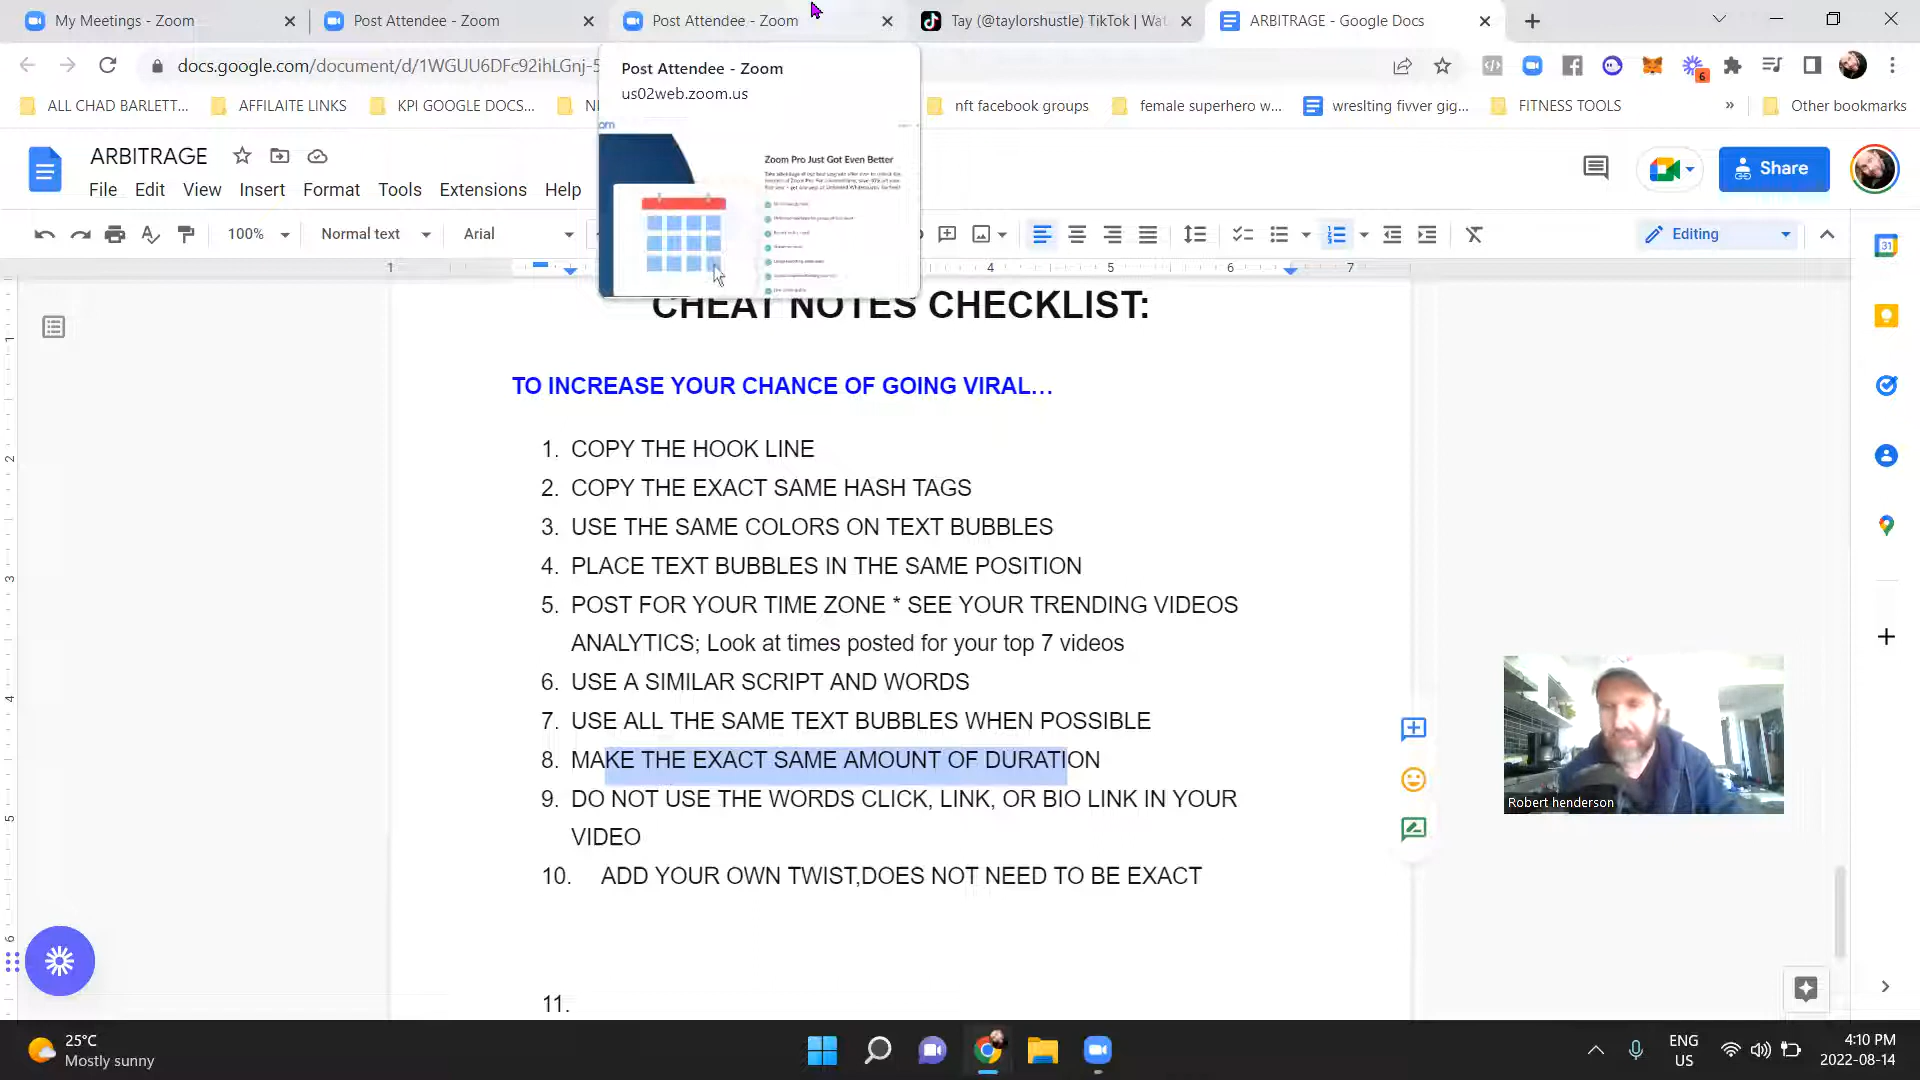 My Meetings - Zoom
Post Attendee - Zoom
Post Attendee - Zoom
Tay (@taylorshustle) TikTok | Wat
ARBITRAGE - Google Docs
docs.google.com/document/d/1WGUU6DFc92ihLGnj-5
6
Post Attendee - Zoom
us02web.zoom.us
Zoom Pro Just Got Even Better
ALL CHAD BARLETT...
AFFILAITE LINKS
KPI GOOGLE DOCS...
nft facebook groups
female superhero w...
wreslting fivver gig...
FITNESS TOOLS
»
Other bookmarks
ARBITRAGE
File Edit View Insert Format Tools Extensions Help
Share
100%
Normal text
Arial
Editing
1 4 5 6 7
CHEAT NOTES CHECKLIST:
TO INCREASE YOUR CHANCE OF GOING VIRAL...
1. COPY THE HOOK LINE
2. COPY THE EXACT SAME HASH TAGS
3. USE THE SAME COLORS ON TEXT BUBBLES
4. PLACE TEXT BUBBLES IN THE SAME POSITION
5. POST FOR YOUR TIME ZONE * SEE YOUR TRENDING VIDEOS
ANALYTICS; Look at times posted for your top 7 videos
6. USE A SIMILAR SCRIPT AND WORDS
7. USE ALL THE SAME TEXT BUBBLES WHEN POSSIBLE
8. MAKE THE EXACT SAME AMOUNT OF DURATION
9. DO NOT USE THE WORDS CLICK, LINK, OR BIO LINK IN YOUR
VIDEO
10. ADD YOUR OWN TWIST,DOES NOT NEED TO BE EXACT
11.
Robert henderson
25°C
Mostly sunny
ENG
US
4:10 PM
2022-08-14